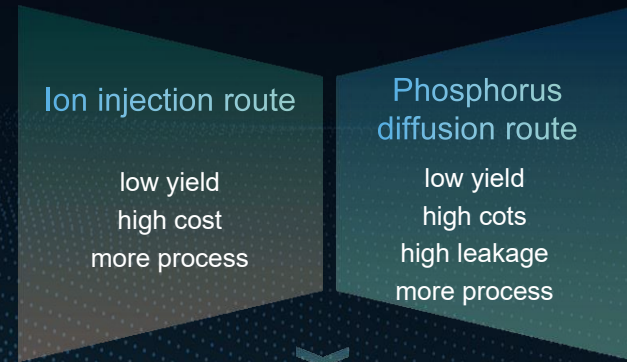 Ion injection route
low yield
high cost
more process
Phosphorus
diffusion route
low yield
high cots
high leakage
more process